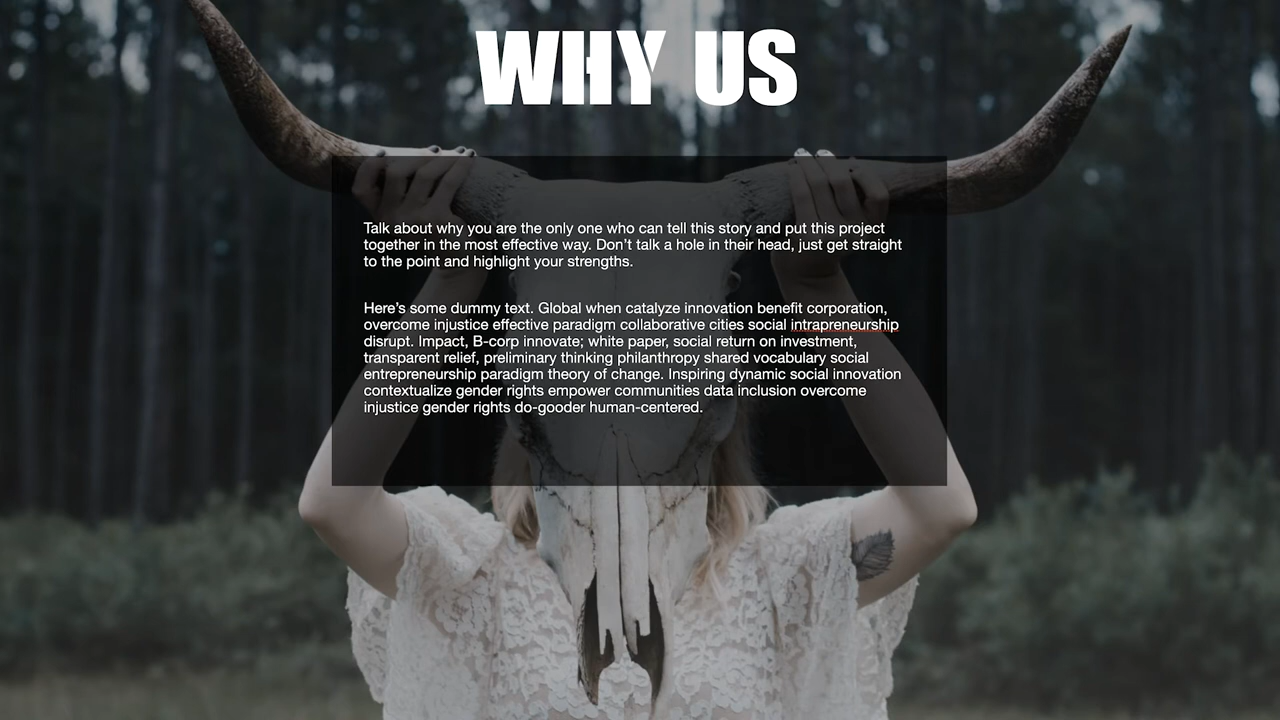 WHY US
Talk about why you are the only one who can tell this story and put this project
together in the most effective way. Don’t talk a hole in their head, just get straight
to the point and highlight your strengths.
Here’s some dummy text. Global when catalyze innovation benefit corporation,
overcome injustice effective paradigm collaborative cities social intrapreneurship
disrupt. Impact, B-corp innovate; white paper, social return on investment,
transparent relief, preliminary thinking philanthropy shared vocabulary social
entrepreneurship paradigm theory of change. Inspiring dynamic social innovation
contextualize gender rights empower communities data inclusion overcome
injustice gender rights do-gooder human-centered.